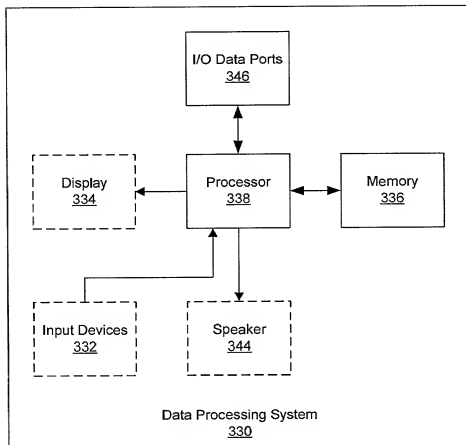 I/O Data Ports
346
Display
334
Processor
338
Memory
336
Input Devices
332
Speaker
344
Data Processing System
330